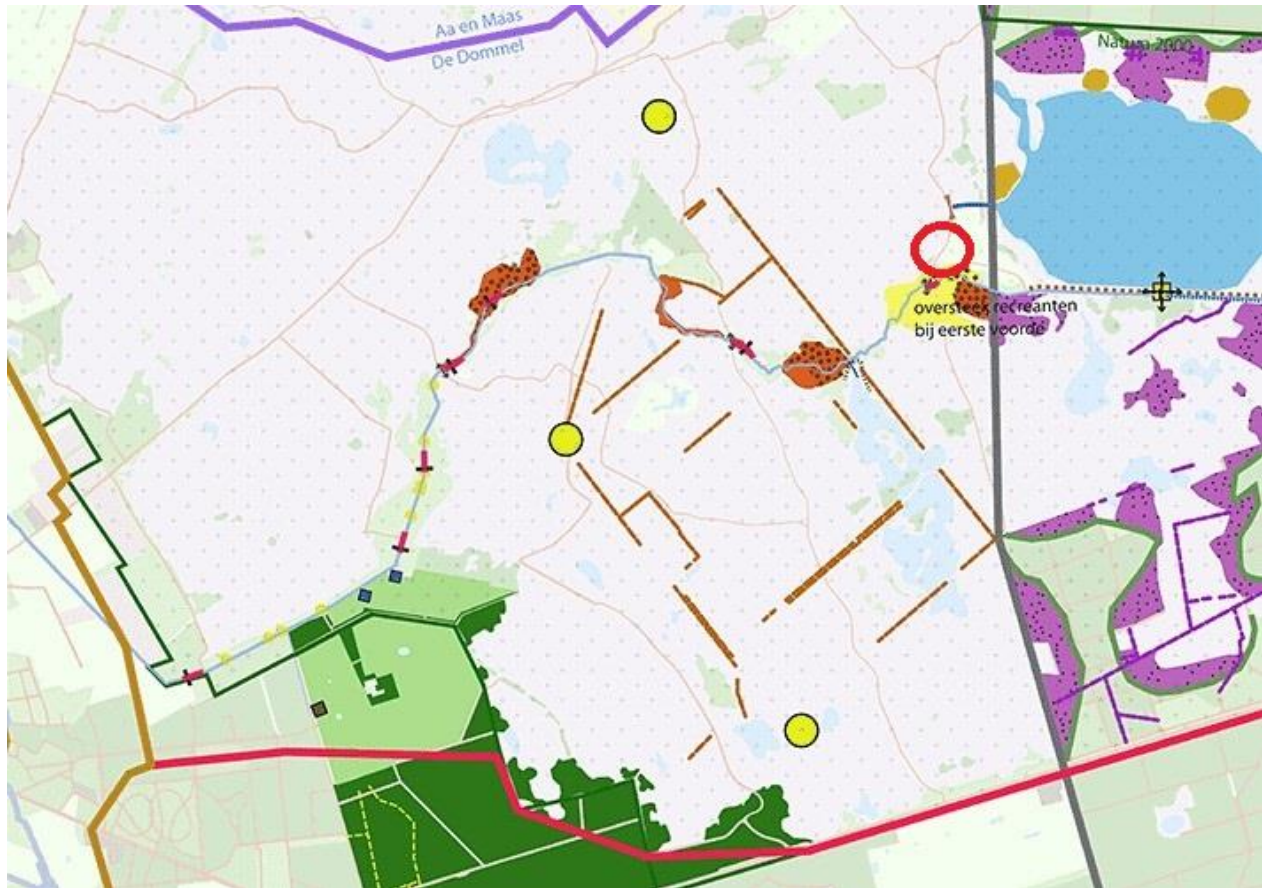 Aa en Maas
De Dommel
Natura 2000
oversteek recreanten
bij eerste voorde